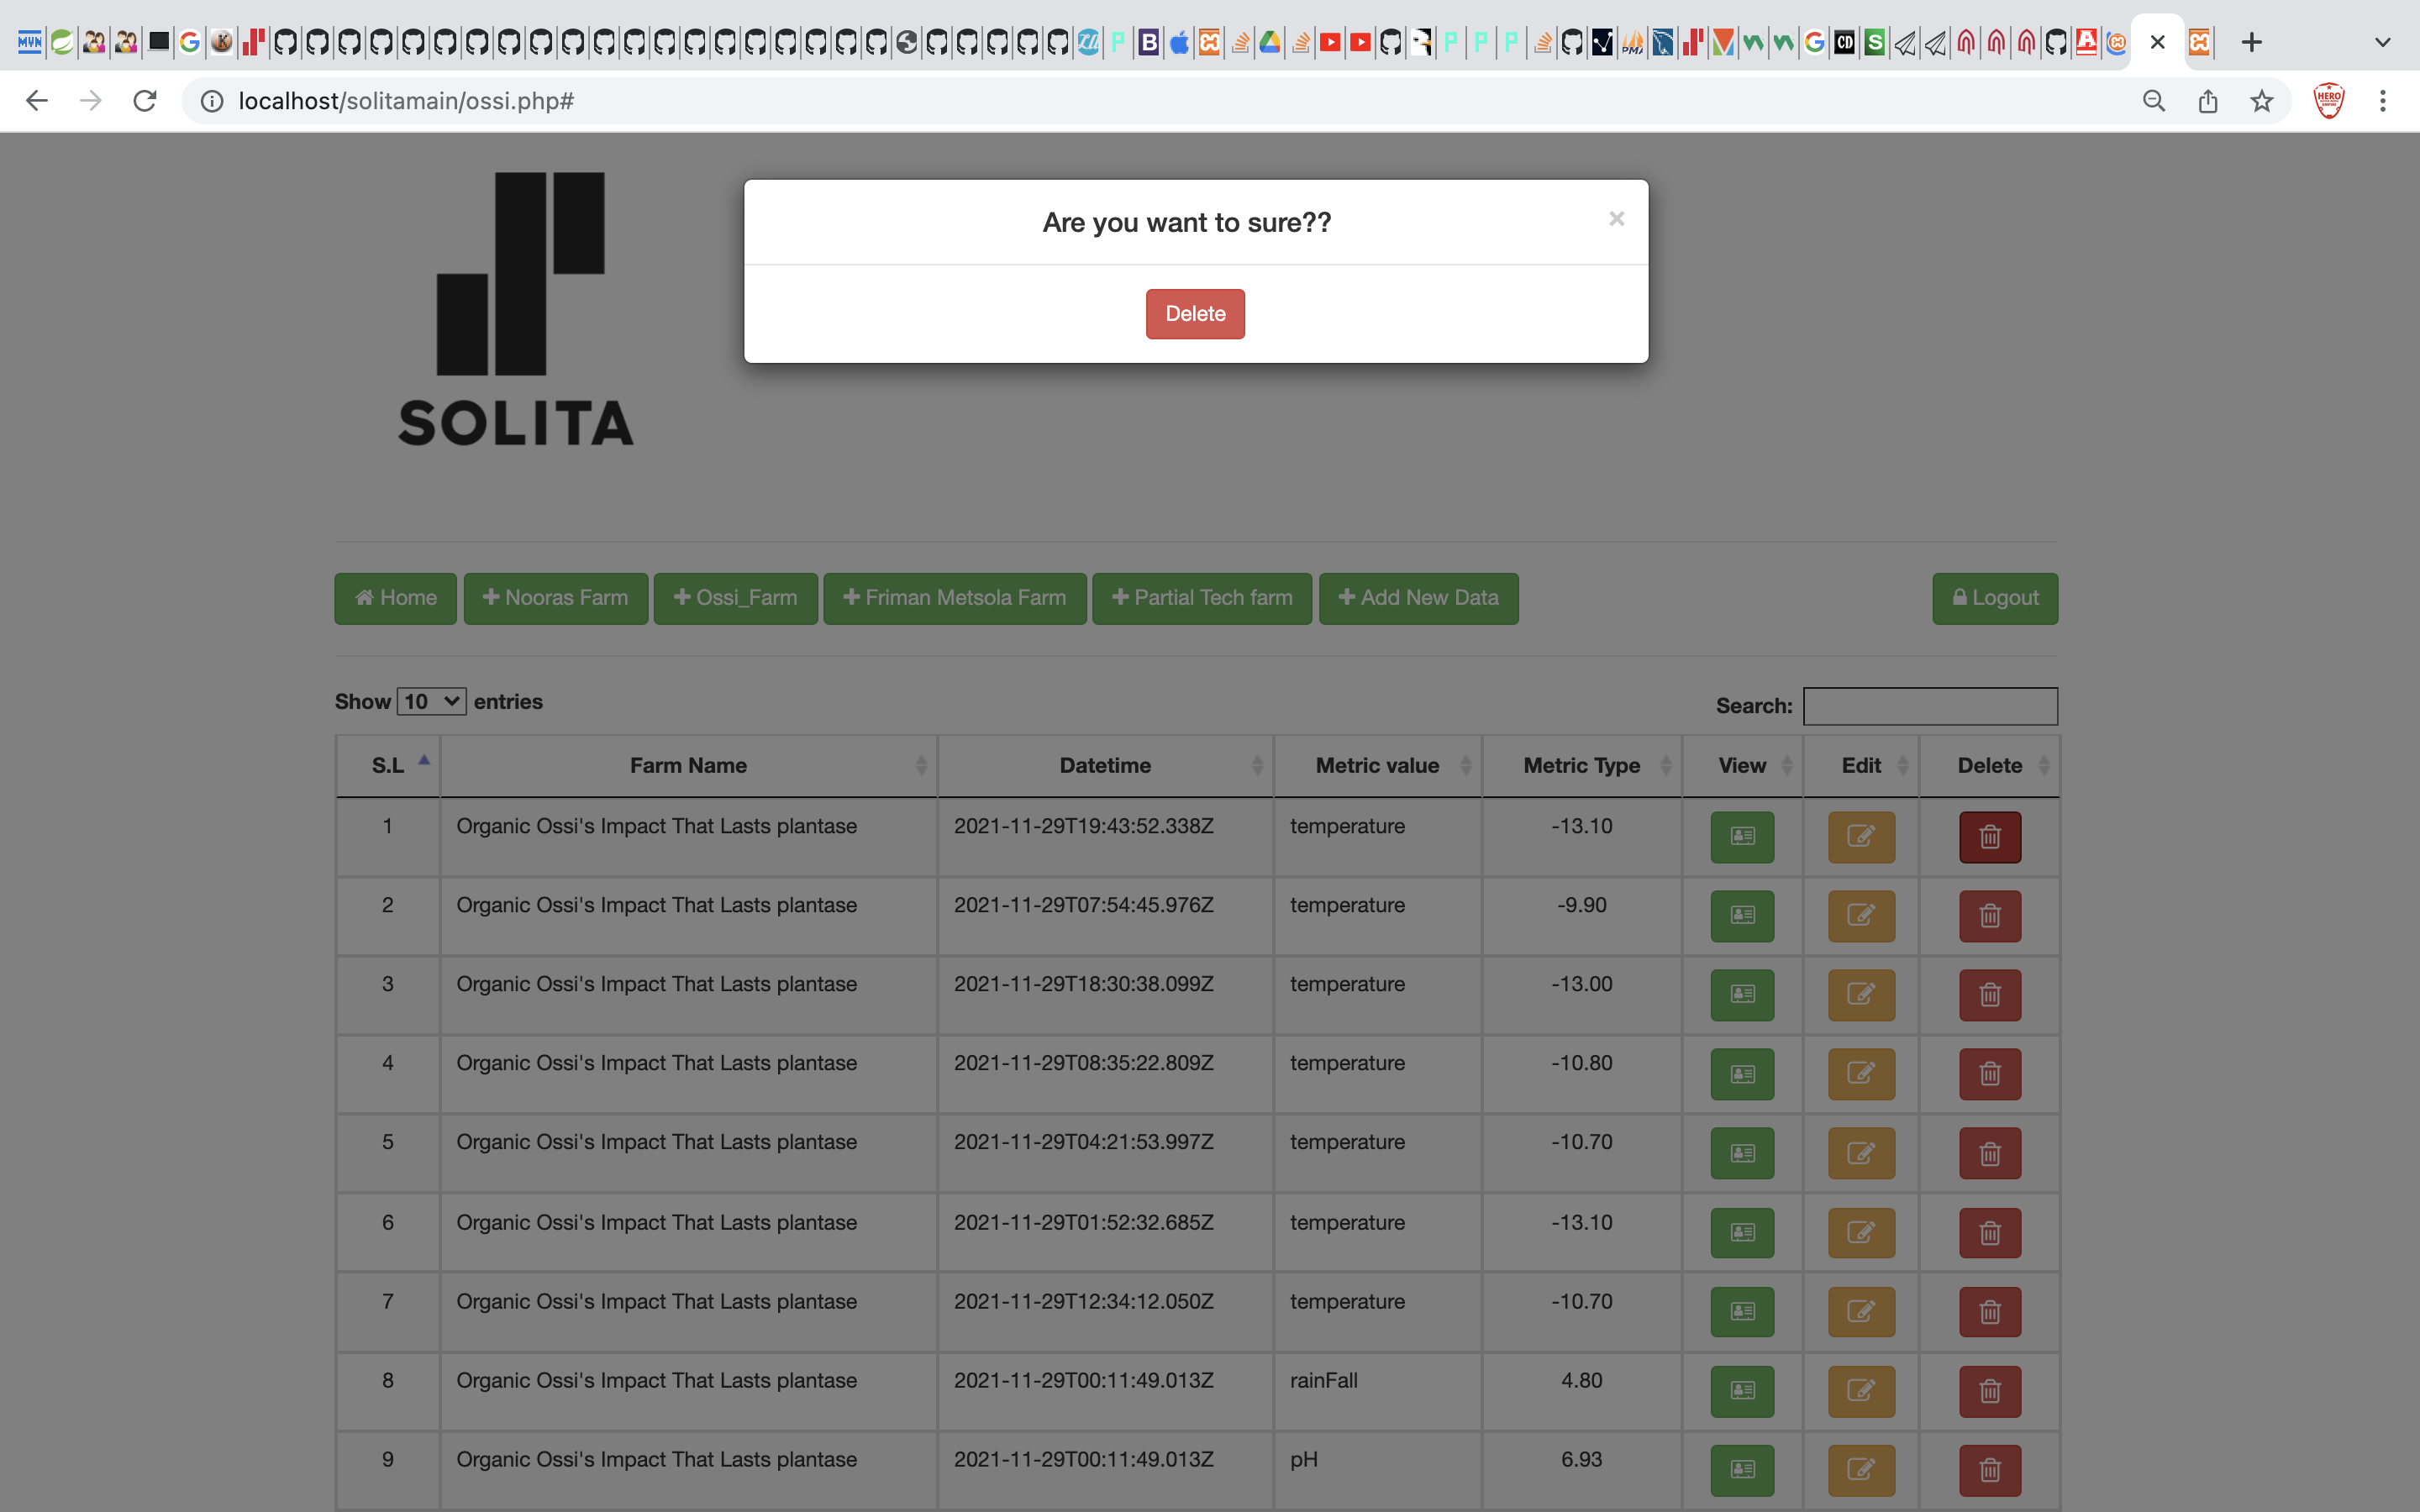 localhost/solitamain/ossi.php#
HERO
SOLITA
Are you want to sure??
×
Delete
Home
Nooras Farm
Ossi_Farm
Friman Metsola Farm
Partial Tech farm
Add New Data
Logout
Show 10 entries
Search:
S.L Farm Name Datetime Metric value Metric Type View Edit Delete
1 Organic Ossi's Impact That Lasts plantase 2021-11-29T19:43:52.338Z temperature -13.10
2 Organic Ossi's Impact That Lasts plantase 2021-11-29T07:54:45.976Z temperature -9.90
3 Organic Ossi's Impact That Lasts plantase 2021-11-29T18:30:38.099Z temperature -13.00
4 Organic Ossi's Impact That Lasts plantase 2021-11-29T08:35:22.809Z temperature -10.80
5 Organic Ossi's Impact That Lasts plantase 2021-11-29T04:21:53.997Z temperature -10.70
6 Organic Ossi's Impact That Lasts plantase 2021-11-29T01:52:32.685Z temperature -13.10
7 Organic Ossi's Impact That Lasts plantase 2021-11-29T12:34:12.050Z temperature -10.70
8 Organic Ossi's Impact That Lasts plantase 2021-11-29T00:11:49.013Z rainFall 4.80
9 Organic Ossi's Impact That Lasts plantase 2021-11-29T00:11:49.013Z pH 6.93